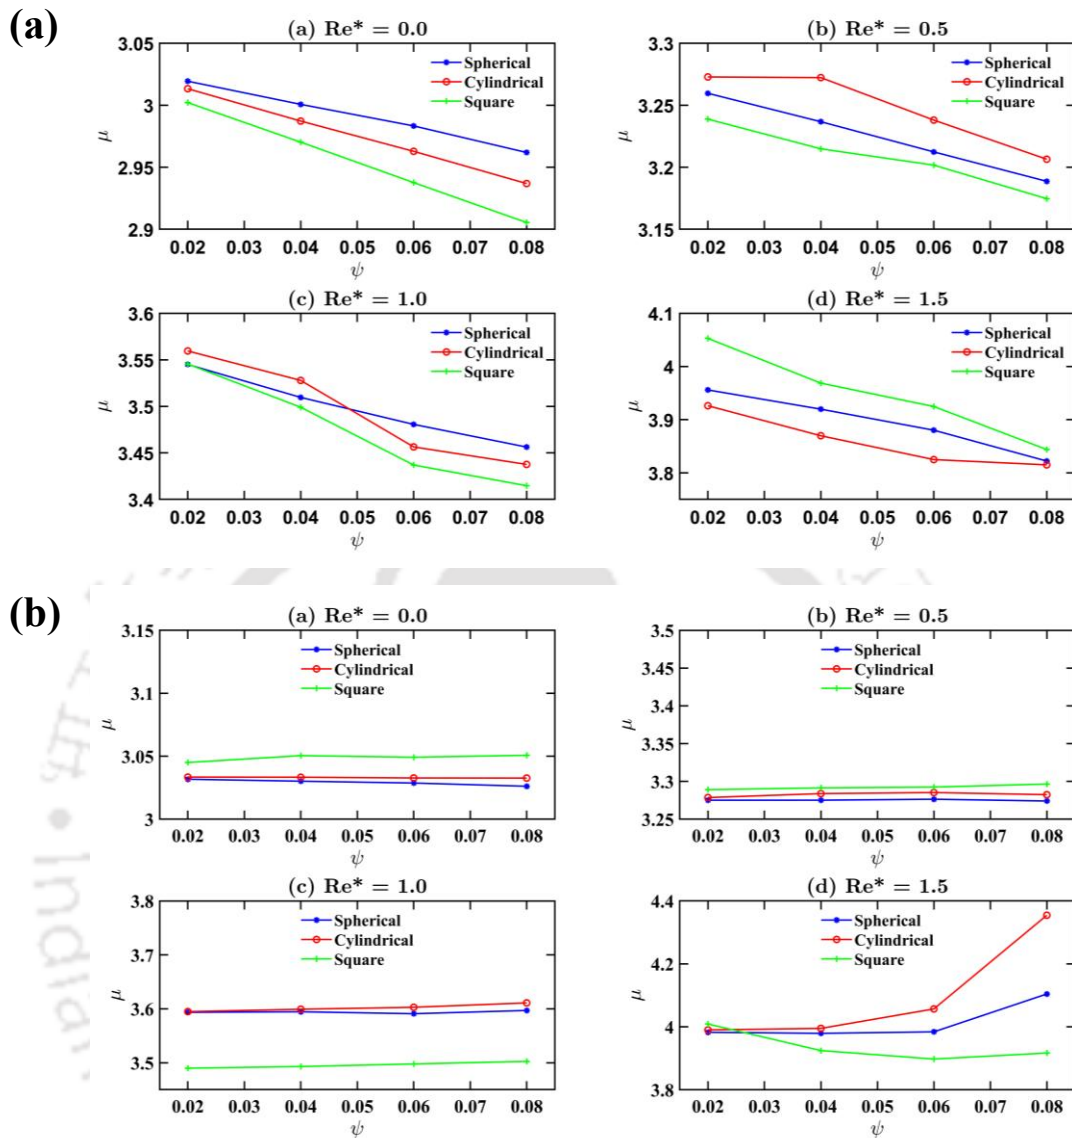 (a)
(a) Re* = 0.0
3.05
3
2.95
2.9
μ
Spherical
Cylindrical
Square
0.02 0.03 0.04 0.05 0.06 0.07 0.08
ψ
(b) Re* = 0.5
3.3
3.25
3.2
3.15
μ
Spherical
Cylindrical
Square
0.02 0.03 0.04 0.05 0.06 0.07 0.08
ψ
(c) Re* = 1.0
3.6
3.55
3.5
3.45
3.4
μ
Spherical
Cylindrical
Square
0.02 0.03 0.04 0.05 0.06 0.07 0.08
ψ
(d) Re* = 1.5
4.1
4
3.9
3.8
μ
Spherical
Cylindrical
Square
0.02 0.03 0.04 0.05 0.06 0.07 0.08
ψ
(b)
(a) Re* = 0.0
3.15
3.1
3.05
3
μ
Spherical
Cylindrical
Square
0.02 0.03 0.04 0.05 0.06 0.07 0.08
ψ
(b) Re* = 0.5
3.5
3.45
3.4
3.35
3.3
3.25
μ
Spherical
Cylindrical
Square
0.02 0.03 0.04 0.05 0.06 0.07 0.08
ψ
(c) Re* = 1.0
3.8
3.7
3.6
3.5
μ
Spherical
Cylindrical
Square
0.02 0.03 0.04 0.05 0.06 0.07 0.08
ψ
(d) Re* = 1.5
4.4
4.2
4
3.8
μ
Spherical
Cylindrical
Square
0.02 0.03 0.04 0.05 0.06 0.07 0.08
ψ